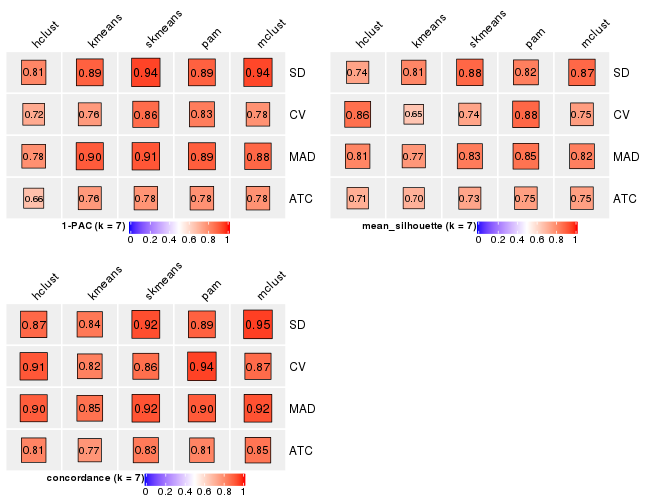 hclust kmeans skmeans pam mclust
0.81 0.89 0.94 0.89 0.94 SD
0.72 0.76 0.86 0.83 0.78 CV
0.78 0.90 0.91 0.89 0.88 MAD
0.66 0.76 0.78 0.78 0.78 ATC
1-PAC (k = 7)
0 0.2 0.4 0.6 0.8 1
hclust kmeans skmeans pam mclust
0.74 0.81 0.88 0.82 0.87 SD
0.86 0.65 0.74 0.88 0.75 CV
0.81 0.77 0.83 0.85 0.82 MAD
0.71 0.70 0.73 0.75 0.75 ATC
mean_silhouette (k = 7)
0 0.2 0.4 0.6 0.8 1
hclust kmeans skmeans pam mclust
0.87 0.84 0.92 0.89 0.95 SD
0.91 0.82 0.86 0.94 0.87 CV
0.90 0.85 0.92 0.90 0.92 MAD
0.81 0.77 0.83 0.81 0.85 ATC
concordance (k = 7)
0 0.2 0.4 0.6 0.8 1